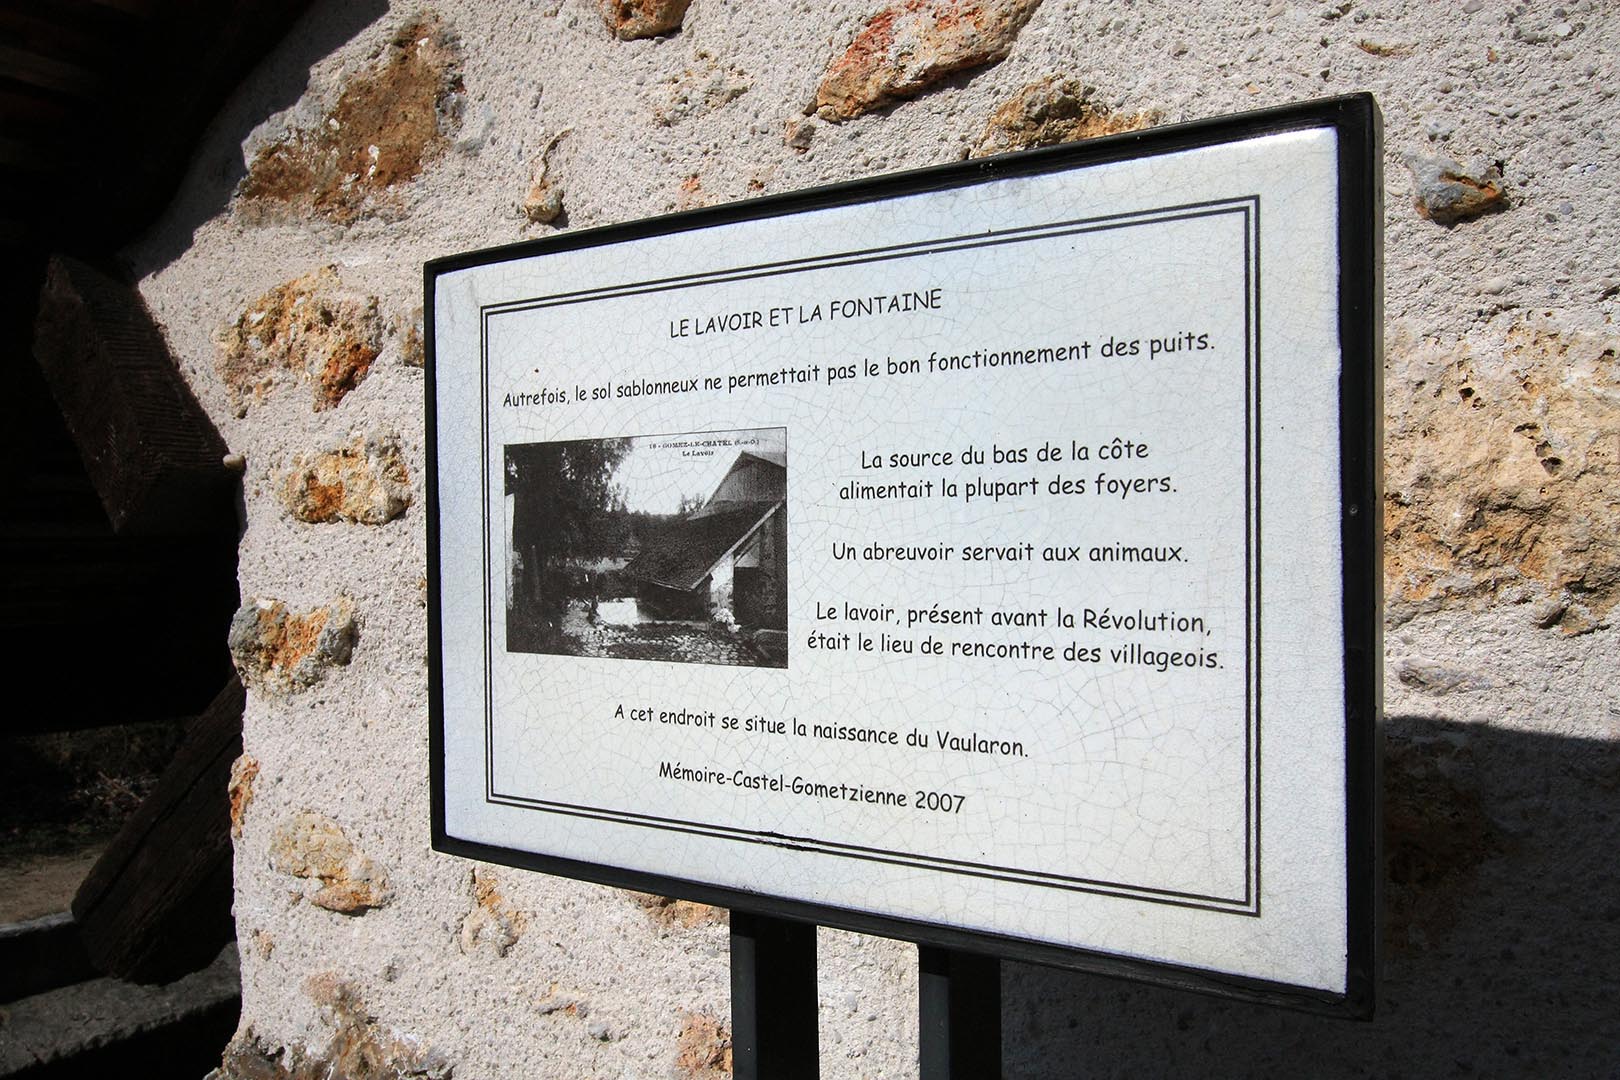 LE LAVOIR ET LA FONTAINE
Autrefois, le sol sablonneux ne permettait pas le bon fonctionnement des puits.
16 - GOMEZ-LE-CHATEL (S.-&-O.)
Le Lavoir
La source du bas de la côte
alimentait la plupart des foyers.
Un abreuvoir servait aux animaux.
Le lavoir, présent avant la Révolution,
était le lieu de rencontre des villageois.
A cet endroit se situe la naissance du Vaularon.
Mémoire-Castel-Gometzienne 2007